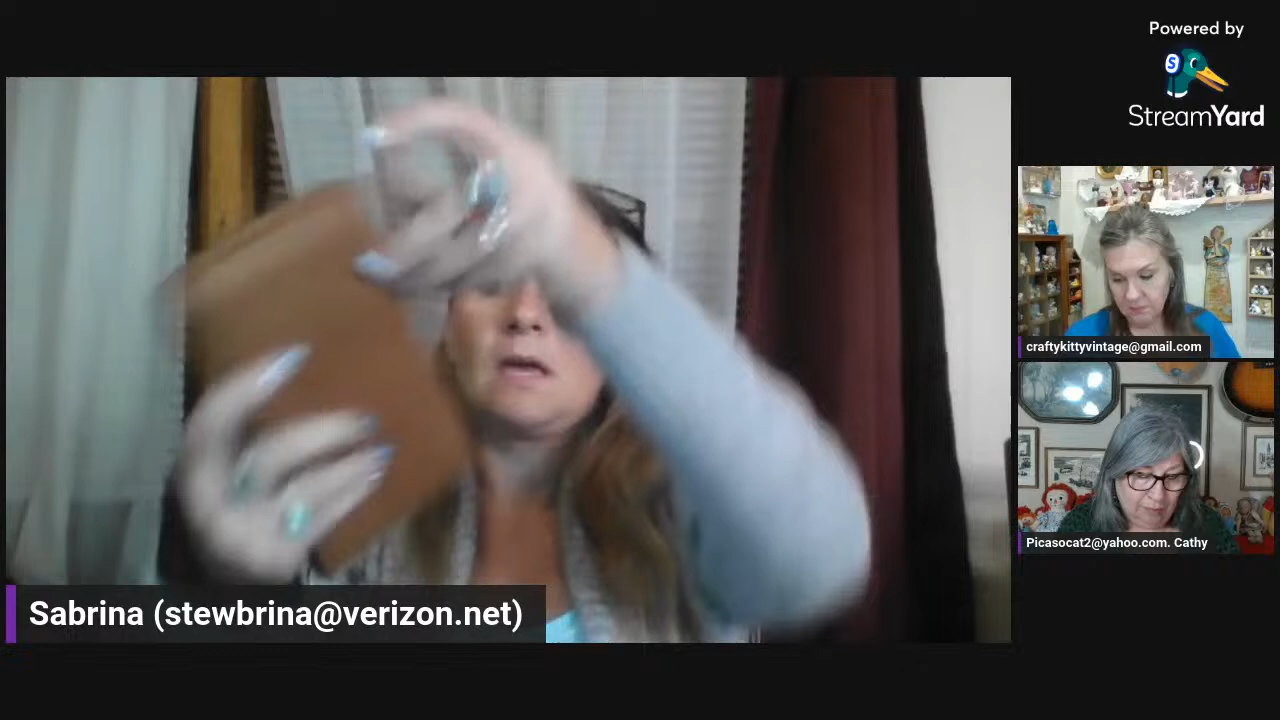 Powered by
StreamYard
craftykittyvintage@gmail.com
Picasocat2@yahoo.com. Cathy
Sabrina (stewbrina@verizon.net)